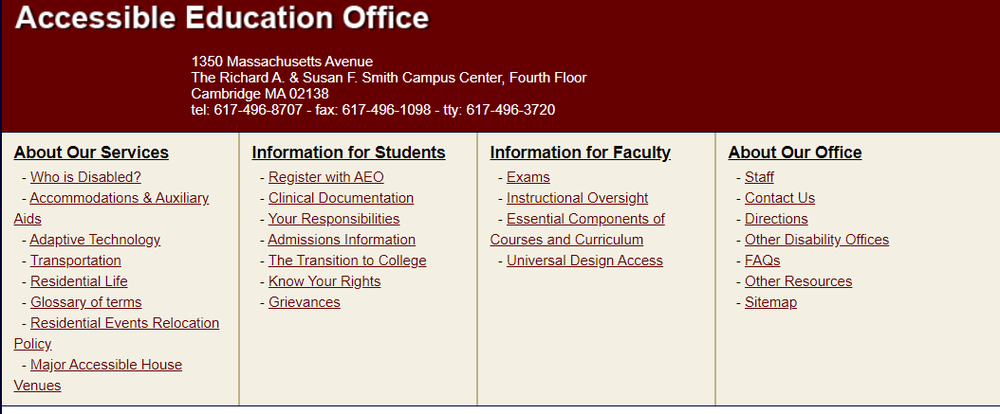 Accessible Education Office
1350 Massachusetts Avenue
The Richard A. & Susan F. Smith Campus Center, Fourth Floor
Cambridge MA 02138
tel: 617-496-8707 - fax: 617-496-1098 - tty: 617-496-3720
About Our Services
- Who is Disabled?
- Accommodations & Auxiliary
Aids
- Adaptive Technology
- Transportation
- Residential Life
- Glossary of terms
- Residential Events Relocation
Policy
- Major Accessible House
Venues
Information for Students
- Register with AEO
- Clinical Documentation
- Your Responsibilities
- Admissions Information
- The Transition to College
- Know Your Rights
- Grievances
Information for Faculty
- Exams
- Instructional Oversight
- Essential Components of
Courses and Curriculum
- Universal Design Access
About Our Office
- Staff
- Contact Us
- Directions
- Other Disability Offices
- FAQs
- Other Resources
- Sitemap